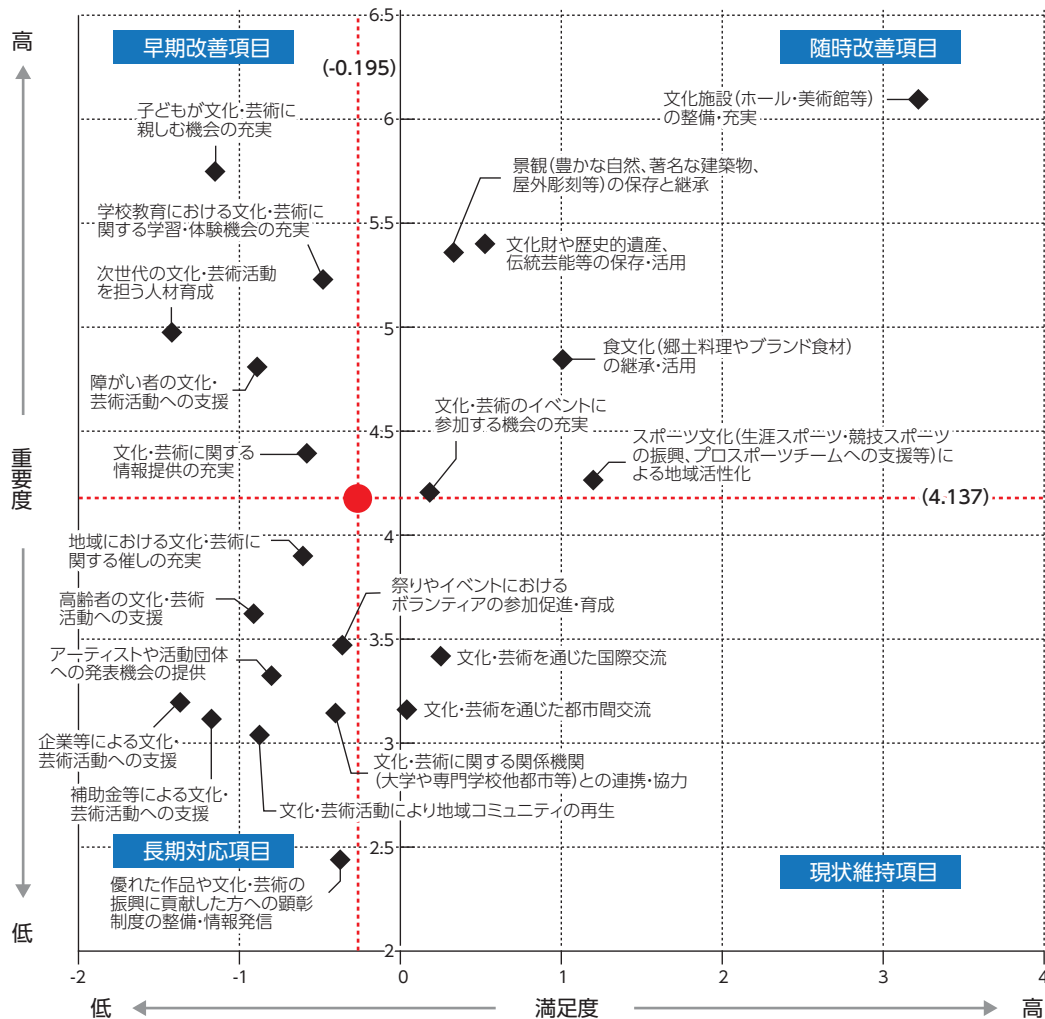 高
重要度
低
早期改善項目
随時改善項目
(-0.195)
6.5
6
5.5
5
4.5
4
3.5
3
2.5
2
文化施設(ホール・美術館等)
の整備・充実
子どもが文化・芸術に
親しむ機会の充実
景観(豊かな自然、著名な建築物、
屋外彫刻等)の保存と継承
学校教育における文化・芸術に
関する学習・体験機会の充実
文化財や歴史的遺産、
伝統芸能等の保存・活用
次世代の文化・芸術活動
を担う人材育成
食文化(郷土料理やブランド食材)
の継承・活用
障がい者の文化・
芸術活動への支援
文化・芸術のイベントに
参加する機会の充実
スポーツ文化(生涯スポーツ・競技スポーツ
の振興、プロスポーツチームへの支援等)に
よる地域活性化
文化・芸術に関する
情報提供の充実
(4.137)
地域における文化・芸術に
関する催しの充実
祭りやイベントにおける
ボランティアの参加促進・育成
高齢者の文化・芸術
活動への支援
アーティストや活動団体
への発表機会の提供
文化・芸術を通じた国際交流
文化・芸術を通じた都市間交流
企業等による文化・
芸術活動への支援
文化・芸術に関する関係機関
(大学や専門学校他都市等)との連携・協力
補助金等による文化・
芸術活動への支援
文化・芸術活動により地域コミュニティの再生
長期対応項目
現状維持項目
優れた作品や文化・芸術の
振興に貢献した方への顕彰
制度の整備・情報発信
-2 -1 0 1 2 3 4
低 満足度 高